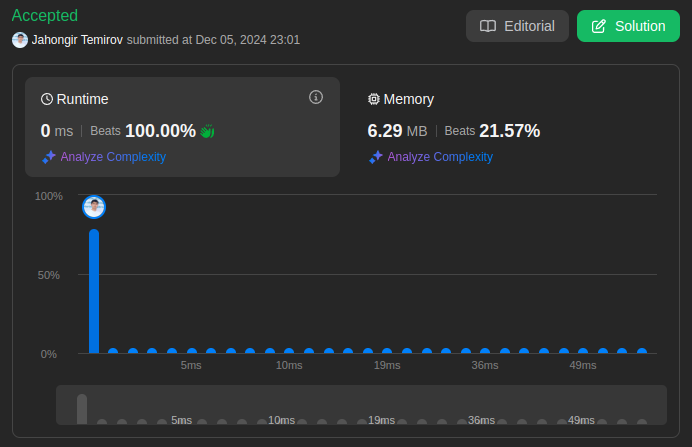 Accepted
Editorial
Solution
Jahongir Temirov submitted at Dec 05, 2024 23:01
Runtime
0 ms | Beats 100.00%
Analyze Complexity
Memory
6.29 MB | Beats 21.57%
Analyze Complexity
100%
50%
0%
5ms 10ms 19ms 36ms 49ms
5ms 10ms 19ms 36ms 49ms